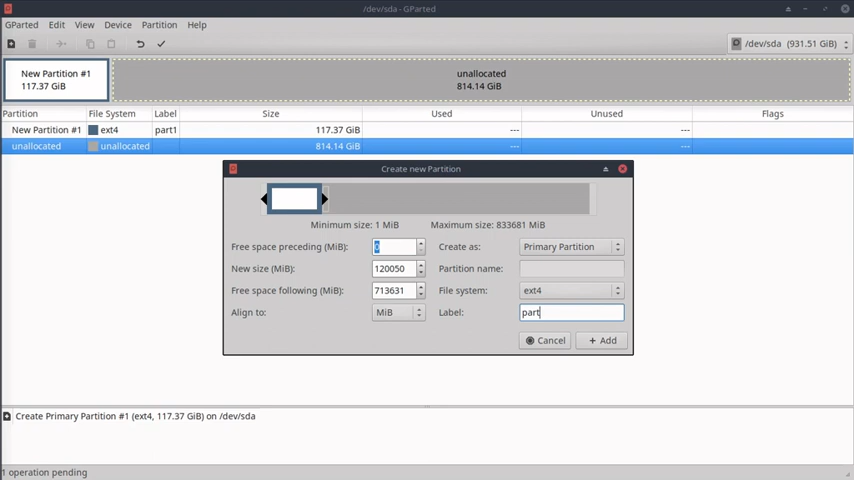 /dev/sda - GParted
GParted Edit View Device Partition Help
/dev/sda (931.51 GiB)
New Partition #1
117.37 GiB
unallocated
814.14 GiB
Partition File System Label Size Used Unused Flags
New Partition #1 ext4 part1 117.37 GiB --- ---
unallocated unallocated 814.14 GiB --- ---
Create new Partition
Minimum size: 1 MiB Maximum size: 833681 MiB
Free space preceding (MiB): 0 Create as: Primary Partition
New size (MiB): 120050 Partition name:
Free space following (MiB): 713631 File system: ext4
Align to: MiB Label: part
Cancel Add
Create Primary Partition #1 (ext4, 117.37 GiB) on /dev/sda
1 operation pending